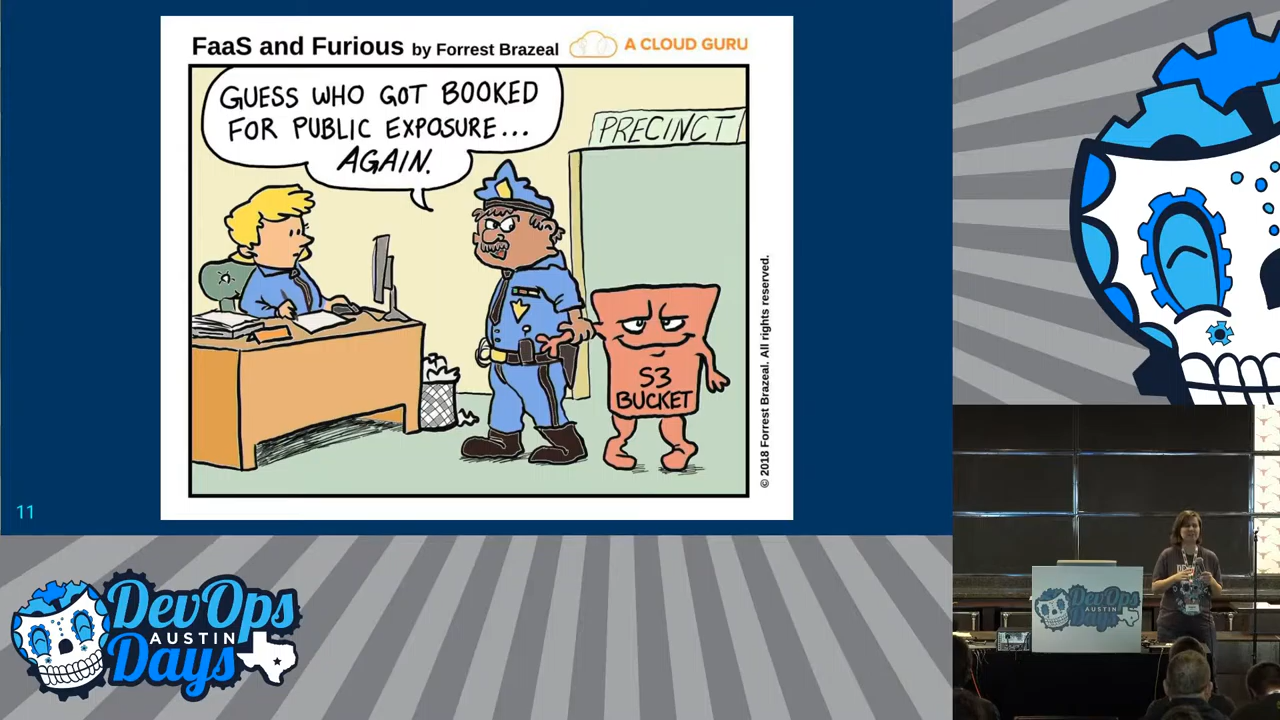 FaaS and Furious by Forrest Brazeal
A CLOUD GURU
GUESS WHO GOT BOOKED
FOR PUBLIC EXPOSURE...
AGAIN.
PRECINCT
S3
BUCKET
© 2018 Forrest Brazeal. All rights reserved.
11
DevOps
AUSTIN
Days
DevOps
AUSTIN
Days